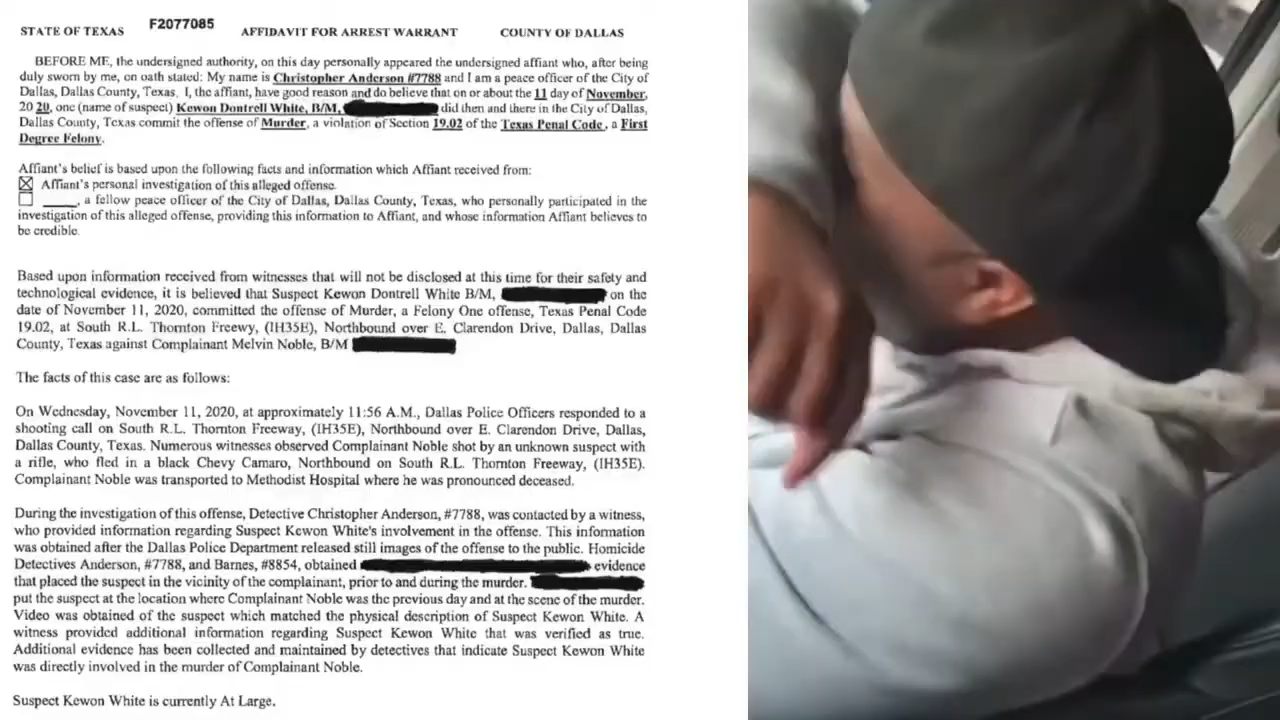 STATE OF TEXAS F2077085 AFFIDAVIT FOR ARREST WARRANT COUNTY OF DALLAS
BEFORE ME, the undersigned authority, on this day personally appeared the undersigned affiant who, after being
duly sworn by me, on oath stated: My name is Christopher Anderson #7788 and I am a peace officer of the City of
Dallas, Dallas County, Texas. I, the affiant, have good reason and do believe that on or about the 11 day of November,
20 20, one (name of suspect) Kewon Dontrell White, B/M, did then and there in the City of Dallas,
Dallas County, Texas commit the offense of Murder, a violation of Section 19.02 of the Texas Penal Code, a First
Degree Felony.
Affiant's belief is based upon the following facts and information which Affiant received from:
☒ Affiant's personal investigation of this alleged offense.
☐ ____, a fellow peace officer of the City of Dallas, Dallas County, Texas, who personally participated in the
investigation of this alleged offense, providing this information to Affiant, and whose information Affiant believes to
be credible.
Based upon information received from witnesses that will not be disclosed at this time for their safety and
technological evidence, it is believed that Suspect Kewon Dontrell White B/M, on the
date of November 11, 2020, committed the offense of Murder, a Felony One offense, Texas Penal Code
19.02, at South R.L. Thornton Freewy, (IH35E), Northbound over E. Clarendon Drive, Dallas, Dallas
County, Texas against Complainant Melvin Noble, B/M
The facts of this case are as follows:
On Wednesday, November 11, 2020, at approximately 11:56 A.M., Dallas Police Officers responded to a
shooting call on South R.L. Thornton Freeway, (IH35E), Northbound over E. Clarendon Drive, Dallas,
Dallas County, Texas. Numerous witnesses observed Complainant Noble shot by an unknown suspect with
a rifle, who fled in a black Chevy Camaro, Northbound on South R.L. Thornton Freeway, (IH35E).
Complainant Noble was transported to Methodist Hospital where he was pronounced deceased.
During the investigation of this offense, Detective Christopher Anderson, #7788, was contacted by a witness,
who provided information regarding Suspect Kewon White's involvement in the offense. This information
was obtained after the Dallas Police Department released still images of the offense to the public. Homicide
Detectives Anderson, #7788, and Barnes, #8854, obtained evidence
that placed the suspect in the vicinity of the complainant, prior to and during the murder.
put the suspect at the location where Complainant Noble was the previous day and at the scene of the murder.
Video was obtained of the suspect which matched the physical description of Suspect Kewon White. A
witness provided additional information regarding Suspect Kewon White that was verified as true.
Additional evidence has been collected and maintained by detectives that indicate Suspect Kewon White
was directly involved in the murder of Complainant Noble.
Suspect Kewon White is currently At Large.